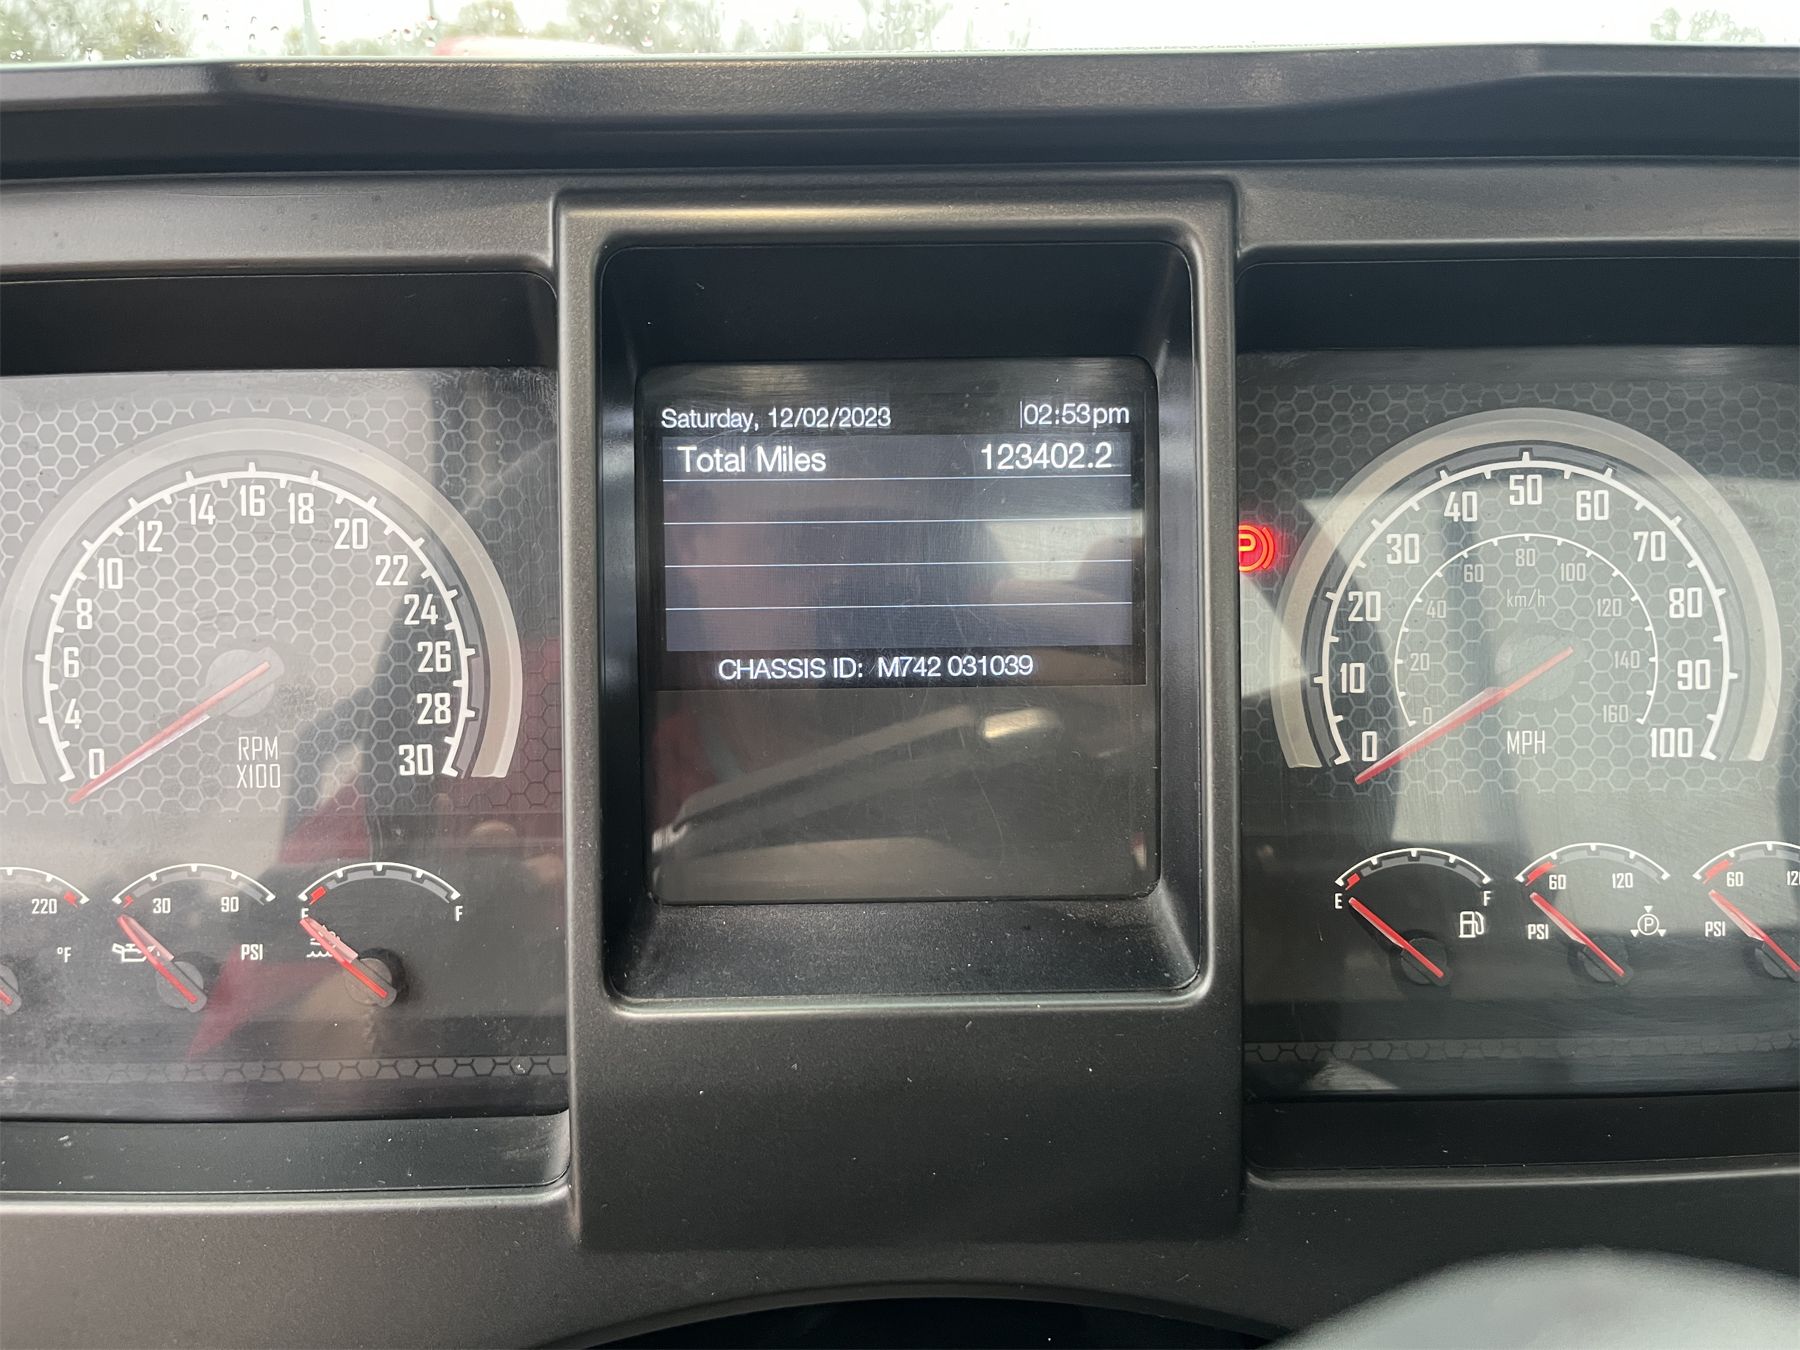 Saturday, 12/02/2023 02:53pm
Total Miles 123402.2
CHASSIS ID: M742 031039
0 4 6 8 10 12 14 16 18 20 22 24 26 28 30
RPM
X100
0 10 20 30 40 50 60 70 80 90 100
0 20 40 60 80 100 120 140 160
km/h
MPH
P
220
°F
30 90
PSI
E F
E F
60 120
PSI
P
60
PSI